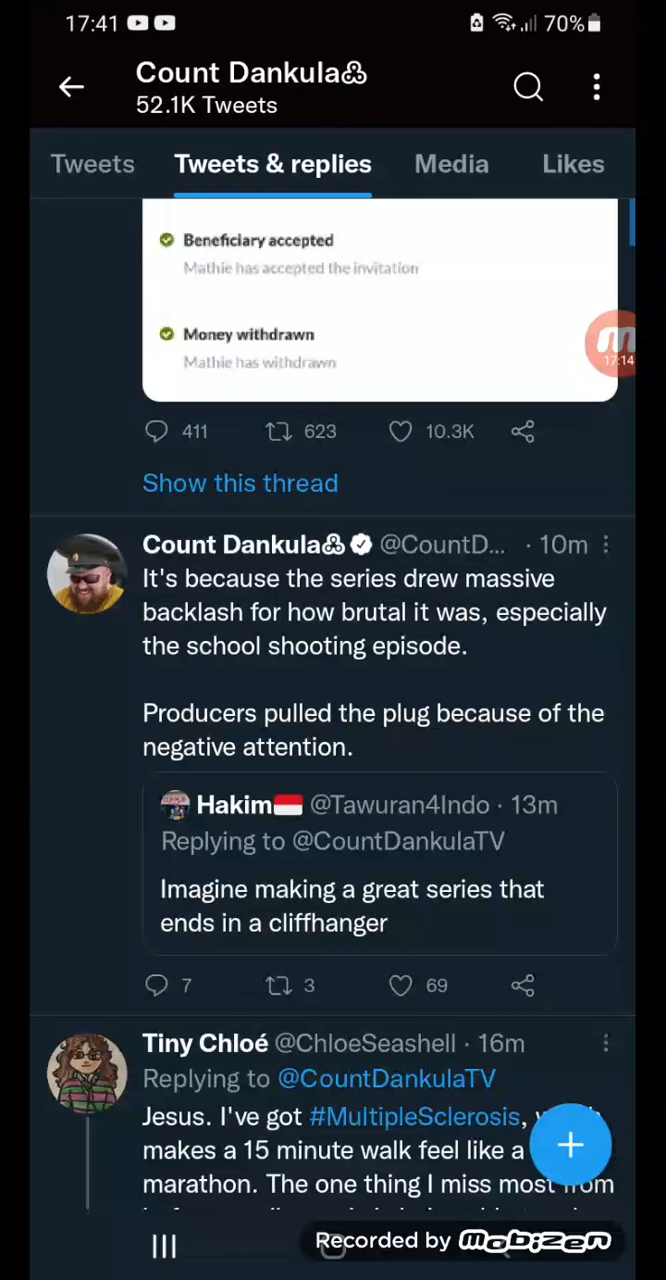 17:41 70%
Count Dankula
52.1K Tweets
Tweets Tweets & replies Media Likes
Beneficiary accepted
Mathie has accepted the invitation
Money withdrawn
Mathie has withdrawn
m
17:14
411 623 10.3K
Show this thread
Count Dankula @CountD... · 10m
It's because the series drew massive
backlash for how brutal it was, especially
the school shooting episode.
Producers pulled the plug because of the
negative attention.
Hakim @Tawuran4Indo · 13m
Replying to @CountDankulaTV
Imagine making a great series that
ends in a cliffhanger
7 3 69
Tiny Chloé @ChloeSeashell · 16m
Replying to @CountDankulaTV
Jesus. I've got #MultipleSclerosis,
makes a 15 minute walk feel like a
marathon. The one thing I miss most from
Recorded by Mobizen